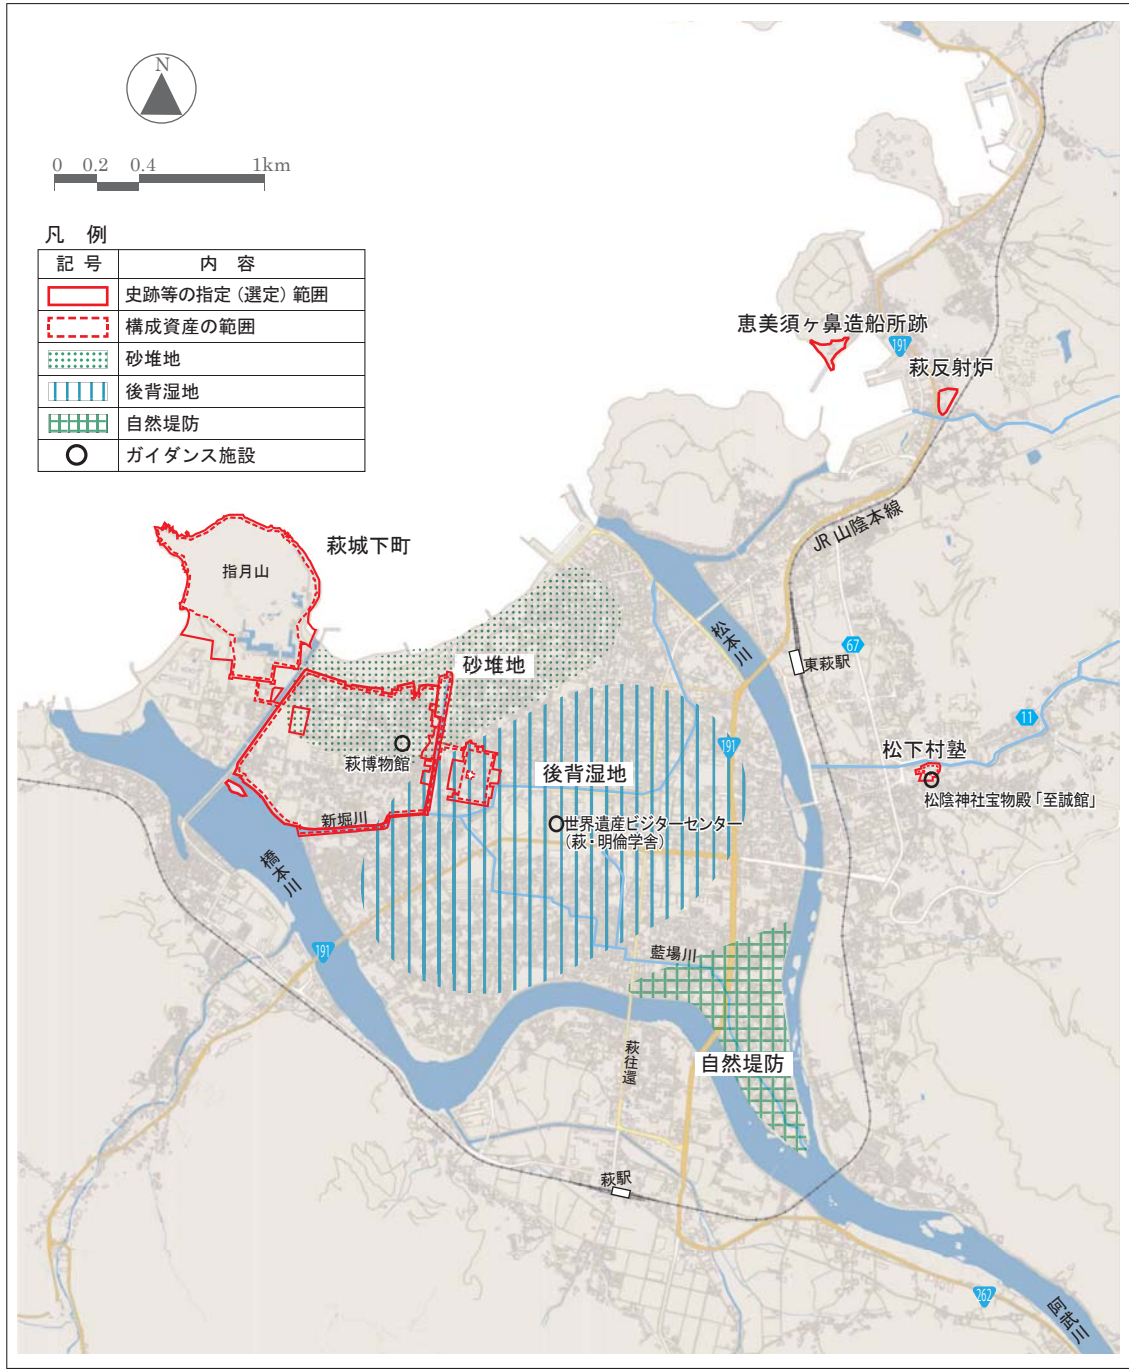 N
0 0.2 0.4 1km
凡 例
記 号 内 容
史跡等の指定（選定）範囲
構成資産の範囲
砂堆地
後背湿地
自然堤防
ガイダンス施設
恵美須ヶ鼻造船所跡
191
萩反射炉
JR 山陰本線
萩城下町
指月山
松本川
砂堆地
67
東萩駅
11
191
萩博物館
松下村塾
後背湿地
松陰神社宝物殿「至誠館」
新堀川
世界遺産ビジターセンター
（萩・明倫学舎）
橋本川
191
藍場川
萩往還
自然堤防
萩駅
262
阿武川